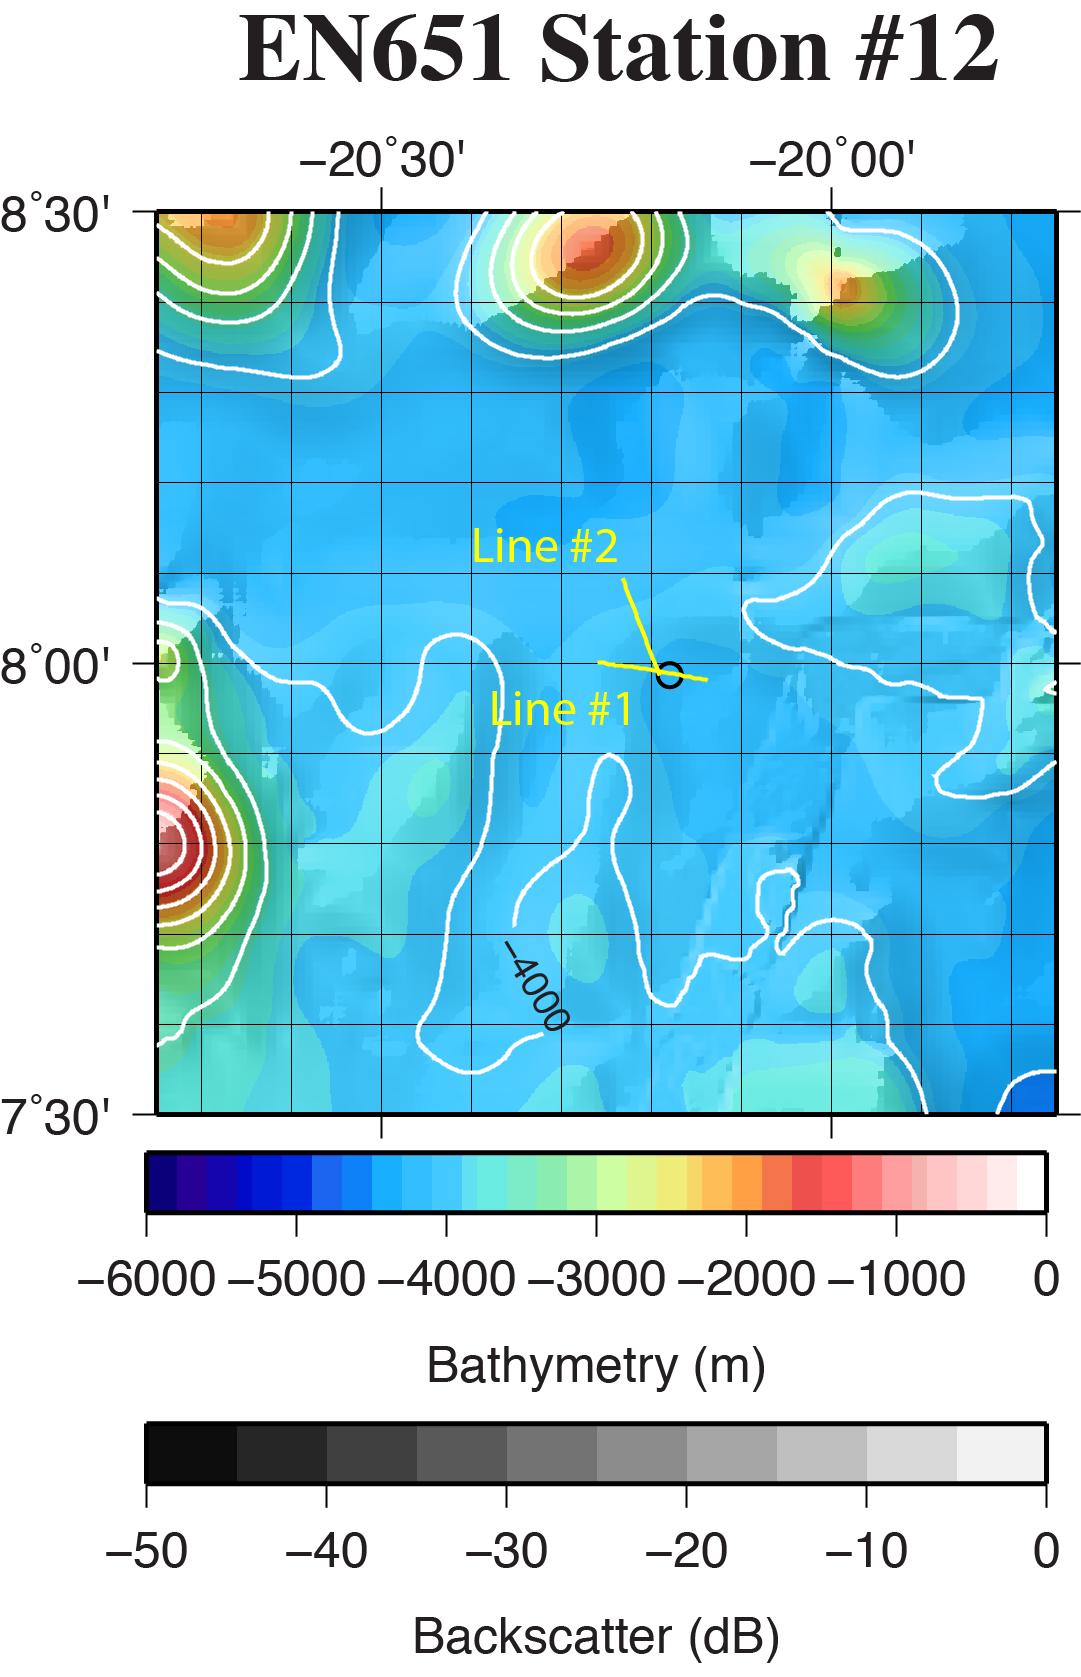 EN651 Station #12
−20˚30' −20˚00'
8˚30'
Line #2
8˚00'
Line #1
−4000
7˚30'
−6000 −5000 −4000 −3000 −2000 −1000 0
Bathymetry (m)
−50 −40 −30 −20 −10 0
Backscatter (dB)